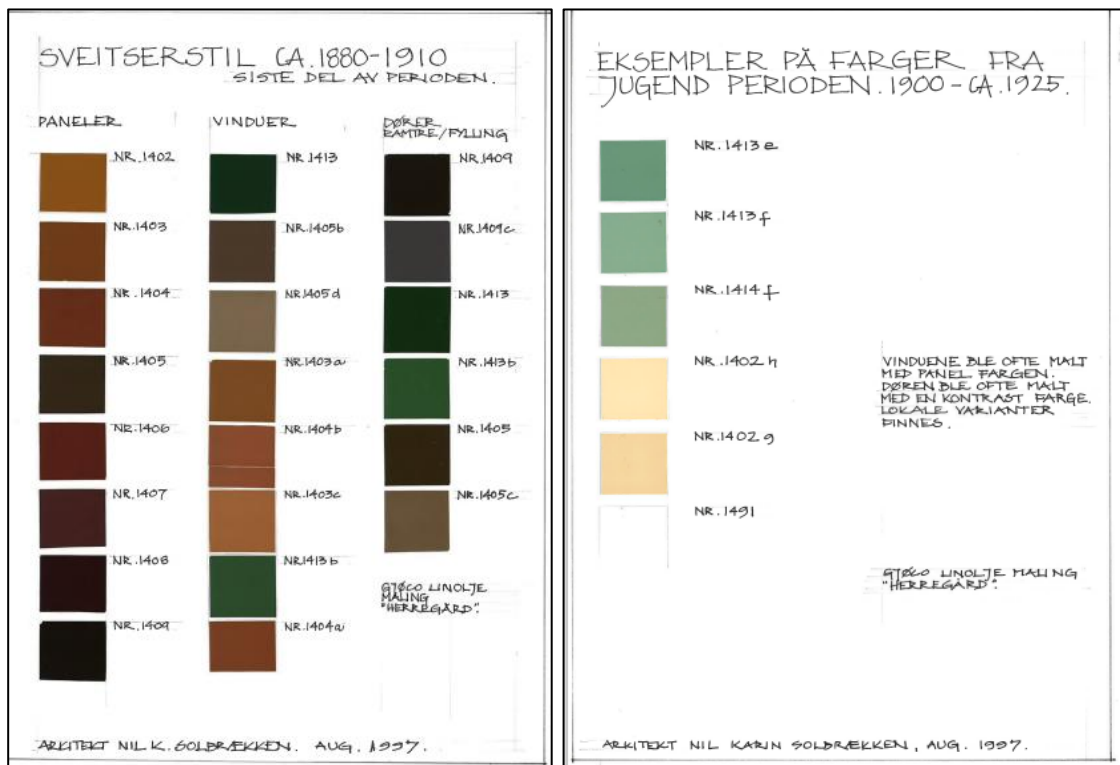 SVEITSERSTIL CA. 1880-1910
SISTE DEL AV PERIODEN.
PANELER
NR. 1402
NR. 1403
NR. 1404
NR. 1405
NR. 1406
NR. 1407
NR. 1408
NR. 1409
VINDUER
NR. 1413
NR. 1405b
NR. 1405d
NR. 1403a
NR. 1404b
NR. 1403c
NR. 1413b
NR. 1404a
DØRER
RAMTRE/FYLLING
NR. 1409
NR. 1409c
NR. 1413
NR. 1413b
NR. 1405
NR. 1405c
GJØCO LINOLJE
MALING
"HERREGÅRD".
ARKITEKT NIL K. SOLBRÆKKEN. AUG. 1997.
EKSEMPLER PÅ FARGER FRA
JUGEND PERIODEN. 1900 - CA. 1925.
NR. 1413e
NR. 1413f
NR. 1414f
NR. 1402h
NR. 1402g
NR. 1491
VINDUENE BLE OFTE MALT
MED PANEL FARGEN.
DØREN BLE OFTE MALT
MED EN KONTRAST FARGE.
LOKALE VARIANTER
FINNES.
GJØCO LINOLJE MALING
"HERREGÅRD".
ARKITEKT NIL KARIN SOLBRÆKKEN, AUG. 1997.